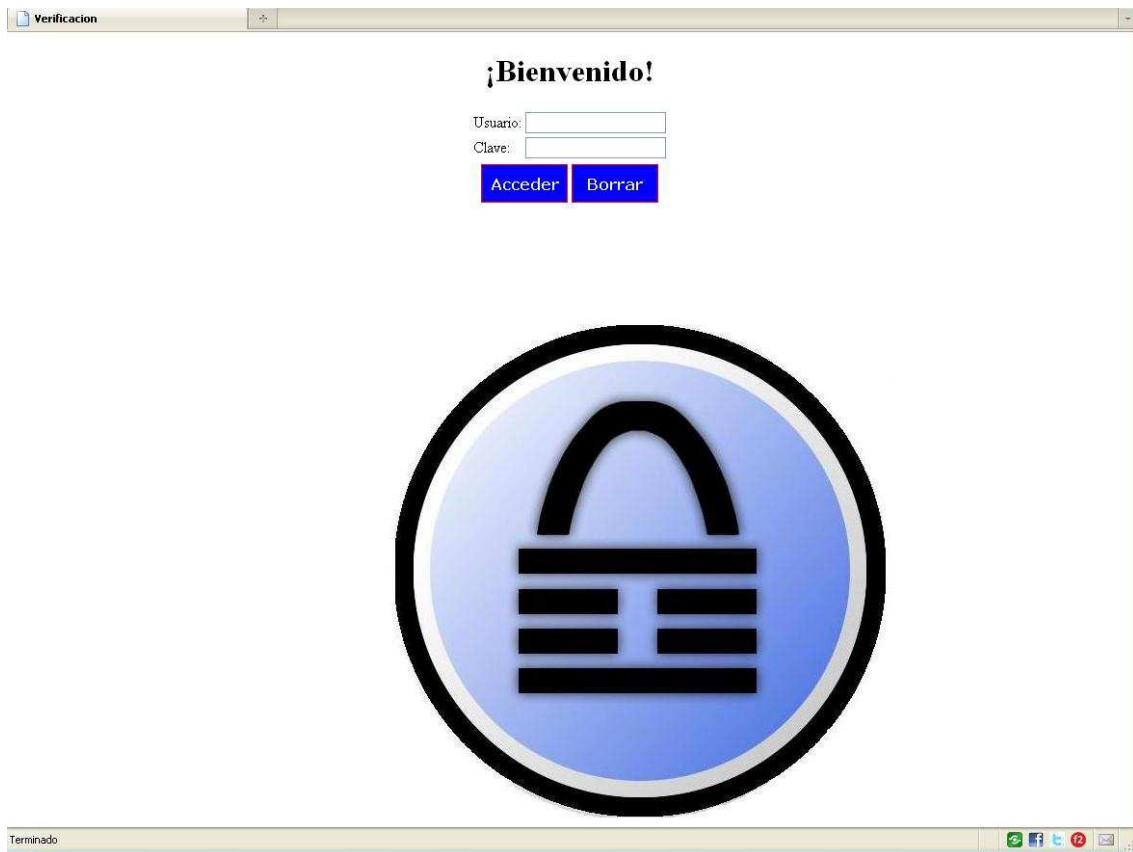 Verificacion
¡Bienvenido!
Usuario:
Clave:
Acceder Borrar
Terminado